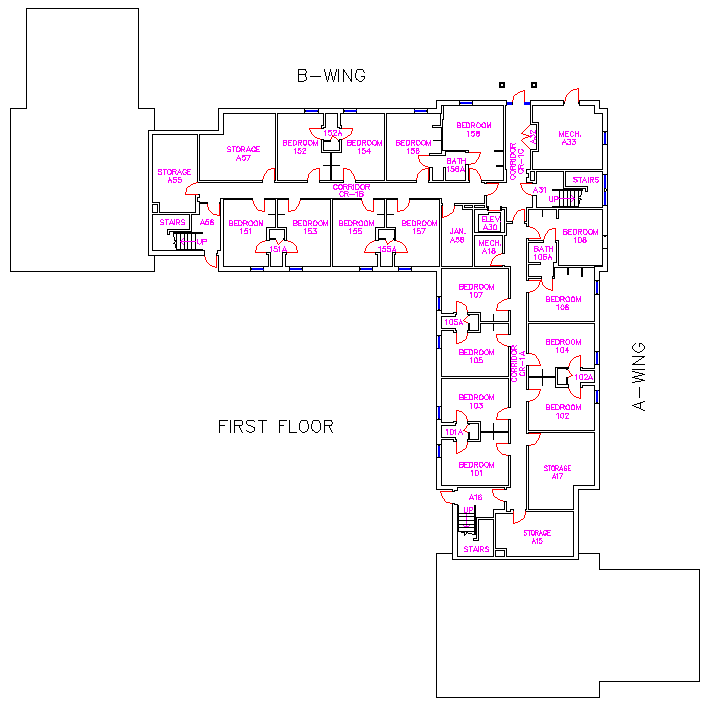 B-WING
BEDROOM
158
MECH.
A33
A32
CORRIDOR
CR-1C
152A
BEDROOM
152
BEDROOM
154
BEDROOM
156
STORAGE
A57
BATH
156A
STORAGE
A55
CORRIDOR
CR-1B
A31
STAIRS
UP
STAIRS
A56
UP
BEDROOM
151
BEDROOM
153
BEDROOM
155
BEDROOM
157
151A
155A
JAN.
A58
ELEV
A30
MECH.
A18
BEDROOM
108
BATH
106A
BEDROOM
107
BEDROOM
106
105A
BEDROOM
105
CORRIDOR
CR-1A
BEDROOM
104
102A
BEDROOM
103
BEDROOM
102
101A
BEDROOM
101
A-WING
FIRST FLOOR
STORAGE
A17
A16
UP
STAIRS
STORAGE
A15